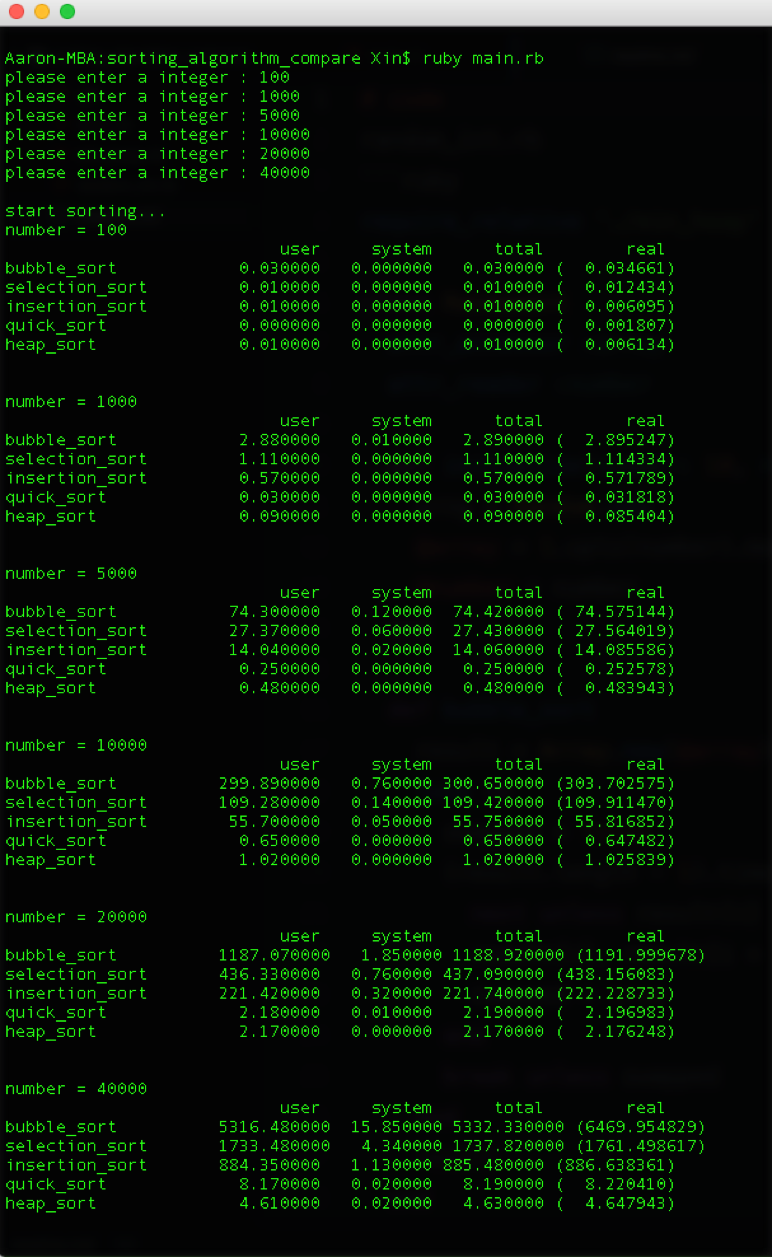 Aaron-MBA:sorting_algorithm_compare Xin$ ruby main.rb
please enter a integer : 100
please enter a integer : 1000
please enter a integer : 5000
please enter a integer : 10000
please enter a integer : 20000
please enter a integer : 40000
start sorting...
number = 100
user system total real
bubble_sort 0.030000 0.000000 0.030000 ( 0.034661)
selection_sort 0.010000 0.000000 0.010000 ( 0.012434)
insertion_sort 0.010000 0.000000 0.010000 ( 0.006095)
quick_sort 0.000000 0.000000 0.000000 ( 0.001807)
heap_sort 0.010000 0.000000 0.010000 ( 0.006134)
number = 1000
user system total real
bubble_sort 2.880000 0.010000 2.890000 ( 2.895247)
selection_sort 1.110000 0.000000 1.110000 ( 1.114334)
insertion_sort 0.570000 0.000000 0.570000 ( 0.571789)
quick_sort 0.030000 0.000000 0.030000 ( 0.031818)
heap_sort 0.090000 0.000000 0.090000 ( 0.085404)
number = 5000
user system total real
bubble_sort 74.300000 0.120000 74.420000 ( 74.575144)
selection_sort 27.370000 0.060000 27.430000 ( 27.564019)
insertion_sort 14.040000 0.020000 14.060000 ( 14.085586)
quick_sort 0.250000 0.000000 0.250000 ( 0.252578)
heap_sort 0.480000 0.000000 0.480000 ( 0.483943)
number = 10000
user system total real
bubble_sort 299.890000 0.760000 300.650000 (303.702575)
selection_sort 109.280000 0.140000 109.420000 (109.911470)
insertion_sort 55.700000 0.050000 55.750000 ( 55.816852)
quick_sort 0.650000 0.000000 0.650000 ( 0.647482)
heap_sort 1.020000 0.000000 1.020000 ( 1.025839)
number = 20000
user system total real
bubble_sort 1187.070000 1.850000 1188.920000 (1191.999678)
selection_sort 436.330000 0.760000 437.090000 (438.156083)
insertion_sort 221.420000 0.320000 221.740000 (222.228733)
quick_sort 2.180000 0.010000 2.190000 ( 2.196983)
heap_sort 2.170000 0.000000 2.170000 ( 2.176248)
number = 40000
user system total real
bubble_sort 5316.480000 15.850000 5332.330000 (6469.954829)
selection_sort 1733.480000 4.340000 1737.820000 (1761.498617)
insertion_sort 884.350000 1.130000 885.480000 (886.638361)
quick_sort 8.170000 0.020000 8.190000 ( 8.220410)
heap_sort 4.610000 0.020000 4.630000 ( 4.647943)